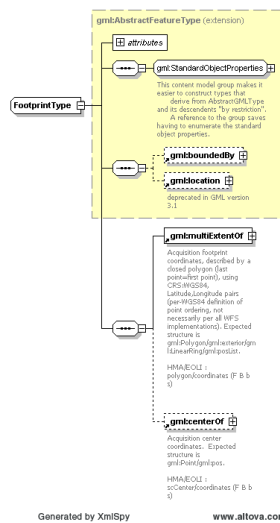 gml:AbstractFeatureType (extension)
attributes
gml:StandardObjectProperties
This content model group makes it
easier to construct types that
derive from AbstractGMLType
and its descendents "by restriction".
A reference to the group saves
having to enumerate the standard
object properties.
FootprintType
gml:boundedBy
gml:location
deprecated in GML version
3.1
gml:multiExtentOf
Acquisition footprint
coordinates, described by a
closed polygon (last
point=first point), using
CRS:WGS84,
Latitude,Longitude pairs
(per-WGS84 definition of
point ordering, not
necessarily per all WFS
implementations). Expected
structure is
gml:Polygon/gml:exterior/gm
l:LinearRing/gml:posList.
HMA/EOLI :
polygon/coordinates (F B b
s)
gml:centerOf
Acquisition center
coordinates. Expected
structure is
gml:Point/gml:pos.
HMA/EOLI :
scCenter/coordinates (F B b
s)
Generated by XmlSpy
www.altova.com